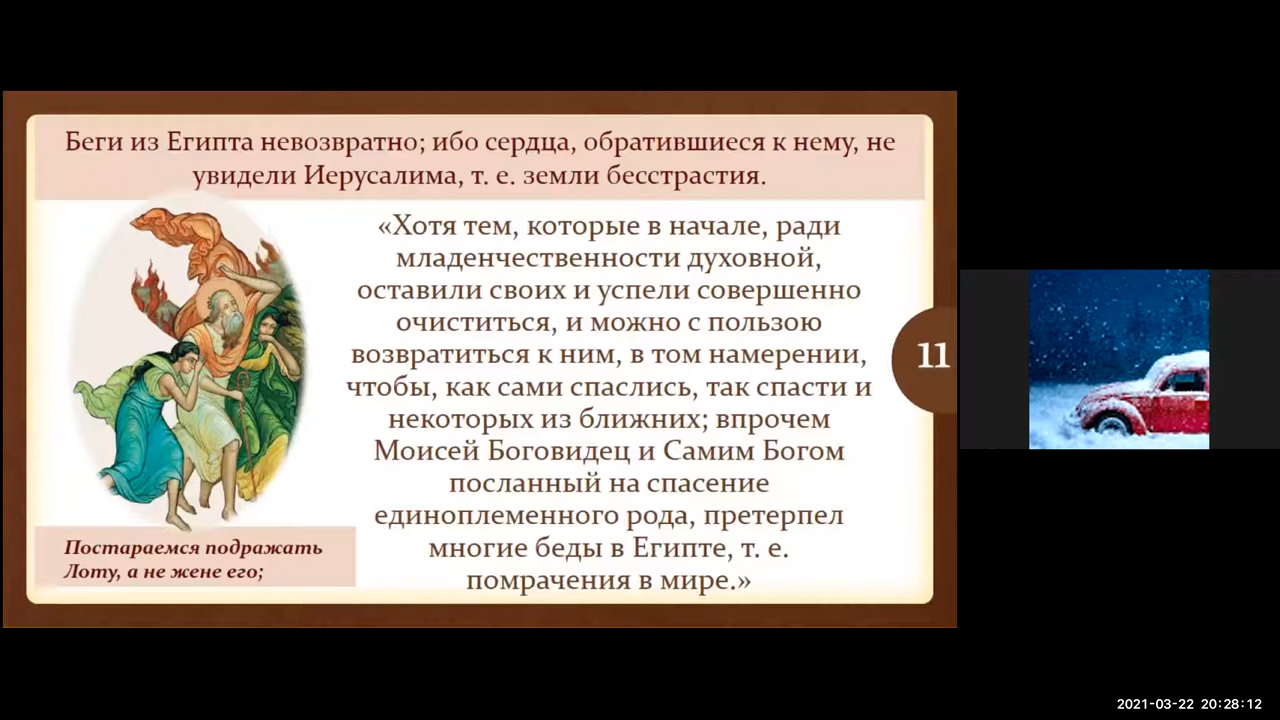 Беги из Египта невозвратно; ибо сердца, обратившиеся к нему, не
увидели Иерусалима, т. е. земли бесстрастия.
«Хотя тем, которые в начале, ради
младенчественности духовной,
оставили своих и успели совершенно
очиститься, и можно с пользою
возвратиться к ним, в том намерении,
чтобы, как сами спаслись, так спасти и
некоторых из ближних; впрочем
Моисей Боговидец и Самим Богом
посланный на спасение
единоплеменного рода, претерпел
многие беды в Египте, т. е.
помрачения в мире.»
11
Постараемся подражать
Лоту, а не жене его;
2021-03-22 20:28:12